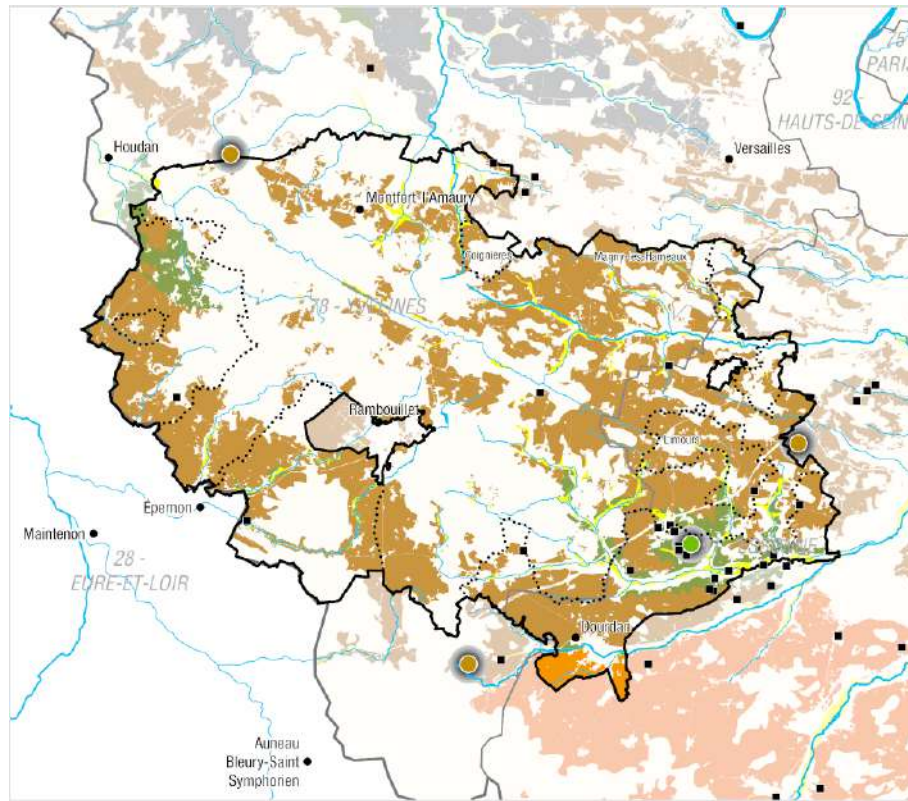 75
PARIS
92 -
HAUTS-DE-SEINE
Houdan
Versailles
Montfort-l'Amaury
Coignières
Magny-les-Hameaux
78 - YVELINES
Rambouillet
Limours
Épernon
Maintenon
28 -
EURE-ET-LOIR
Dourdan
Auneau
Bleury-Saint
Symphorien